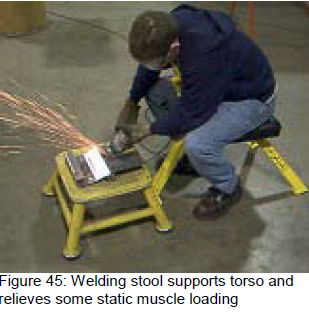 Figure 45: Welding stool supports torso and
relieves some static muscle loading